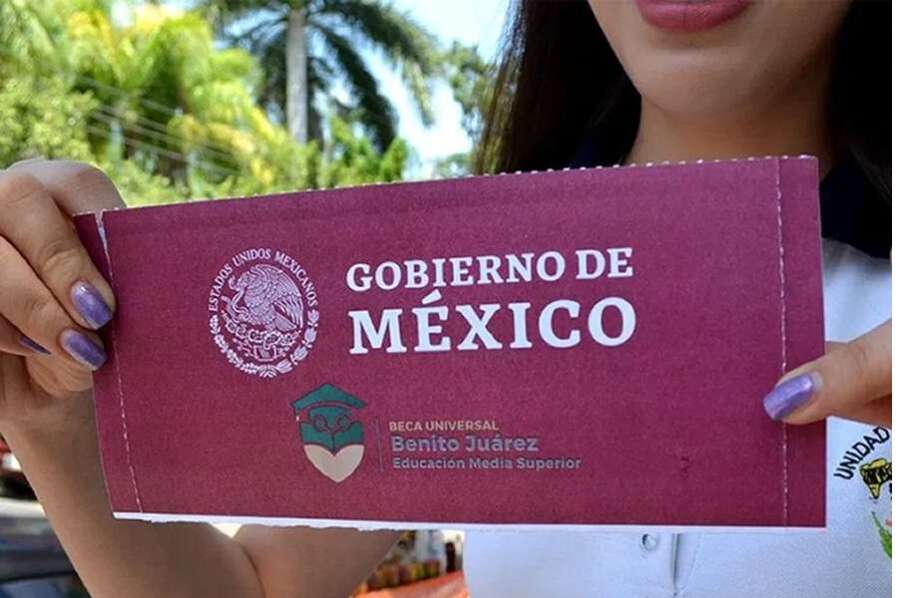 ESTADOS UNIDOS MEXICANOS
GOBIERNO DE
MÉXICO
BECA UNIVERSAL
Benito Juárez
Educación Media Superior
UNIDAD